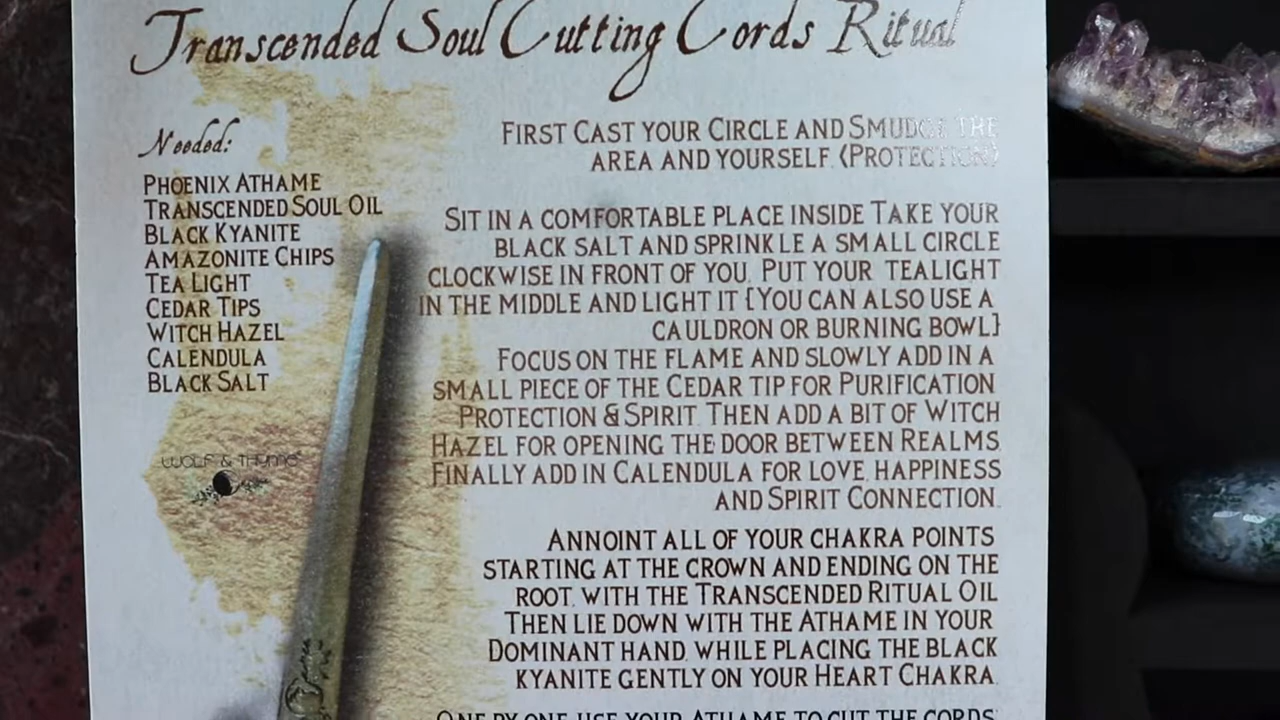 Transcended Soul Cutting Cords Ritual
Needed:
PHOENIX ATHAME
TRANSCENDED SOUL OIL
BLACK KYANITE
AMAZONITE CHIPS
TEA LIGHT
CEDAR TIPS
WITCH HAZEL
CALENDULA
BLACK SALT
WOLF & THYME
FIRST CAST YOUR CIRCLE AND SMUDGE THE
AREA AND YOURSELF. (PROTECTION)
SIT IN A COMFORTABLE PLACE INSIDE TAKE YOUR
BLACK SALT AND SPRINKLE A SMALL CIRCLE
CLOCKWISE IN FRONT OF YOU. PUT YOUR TEALIGHT
IN THE MIDDLE AND LIGHT IT [YOU CAN ALSO USE A
CAULDRON OR BURNING BOWL}
FOCUS ON THE FLAME AND SLOWLY ADD IN A
SMALL PIECE OF THE CEDAR TIP FOR PURIFICATION
PROTECTION & SPIRIT. THEN ADD A BIT OF WITCH
HAZEL FOR OPENING THE DOOR BETWEEN REALMS.
FINALLY ADD IN CALENDULA FOR LOVE, HAPPINESS
AND SPIRIT CONNECTION.
ANNOINT ALL OF YOUR CHAKRA POINTS
STARTING AT THE CROWN AND ENDING ON THE
ROOT, WITH THE TRANSCENDED RITUAL OIL
THEN LIE DOWN WITH THE ATHAME IN YOUR
DOMINANT HAND, WHILE PLACING THE BLACK
KYANITE GENTLY ON YOUR HEART CHAKRA.
ONE BY ONE USE YOUR ATHAME TO CUT THE CORDS